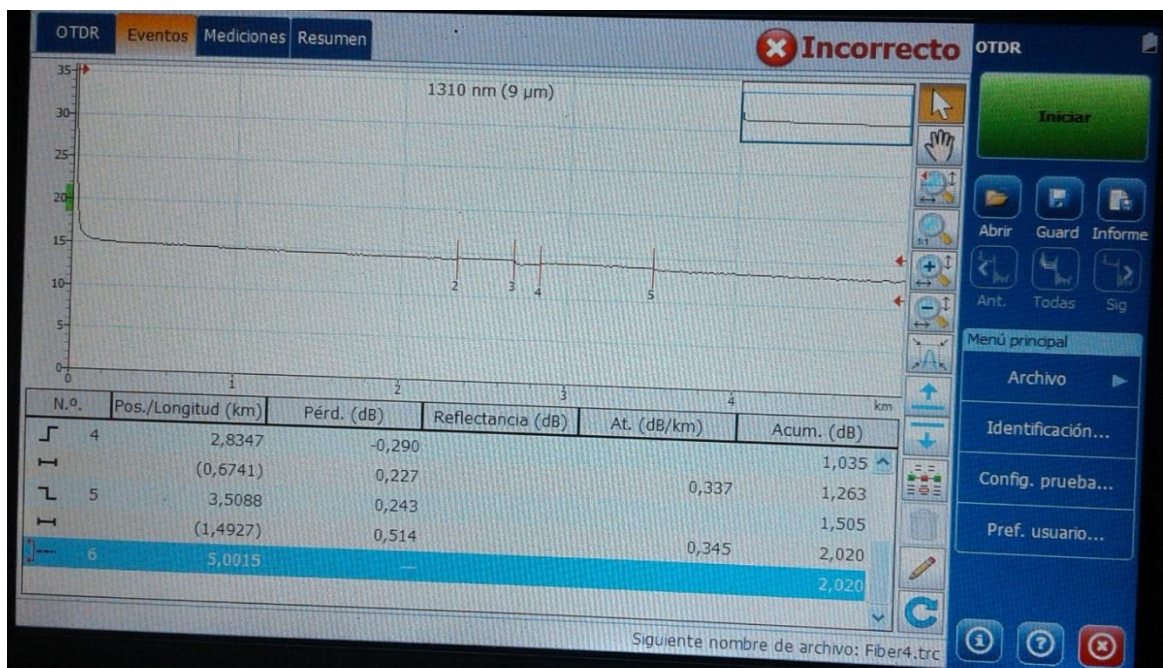 OTDR Eventos Mediciones Resumen
Incorrecto
1310 nm (9 µm)
35
30
25
20
15
10
5
0
2 3 4 5
0 1 2 3 4 km
N.º. Pos./Longitud (km) Pérd. (dB) Reflectancia (dB) At. (dB/km) Acum. (dB)
4 2,8347 -0,290 1,035
(0,6741) 0,227 0,337 1,263
5 3,5088 0,243 1,505
(1,4927) 0,514 0,345 2,020
6 5,0015 --- 2,020
Siguiente nombre de archivo: Fiber4.trc
OTDR
Iniciar
Abrir Guard Informe
Ant. Todas Sig
Menú principal
Archivo
Identificación...
Config. prueba...
Pref. usuario...